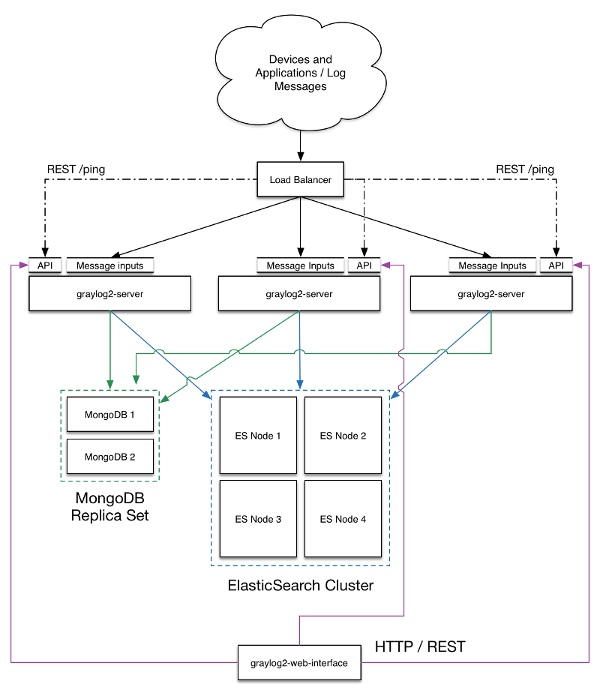 Devices and
Applications / Log
Messages
Load Balancer
REST /ping
REST /ping
API
Message inputs
Message Inputs
API
Message Inputs
API
graylog2-server
graylog2-server
graylog2-server
MongoDB 1
MongoDB 2
MongoDB
Replica Set
ES Node 1
ES Node 2
ES Node 3
ES Node 4
ElasticSearch Cluster
HTTP / REST
graylog2-web-interface